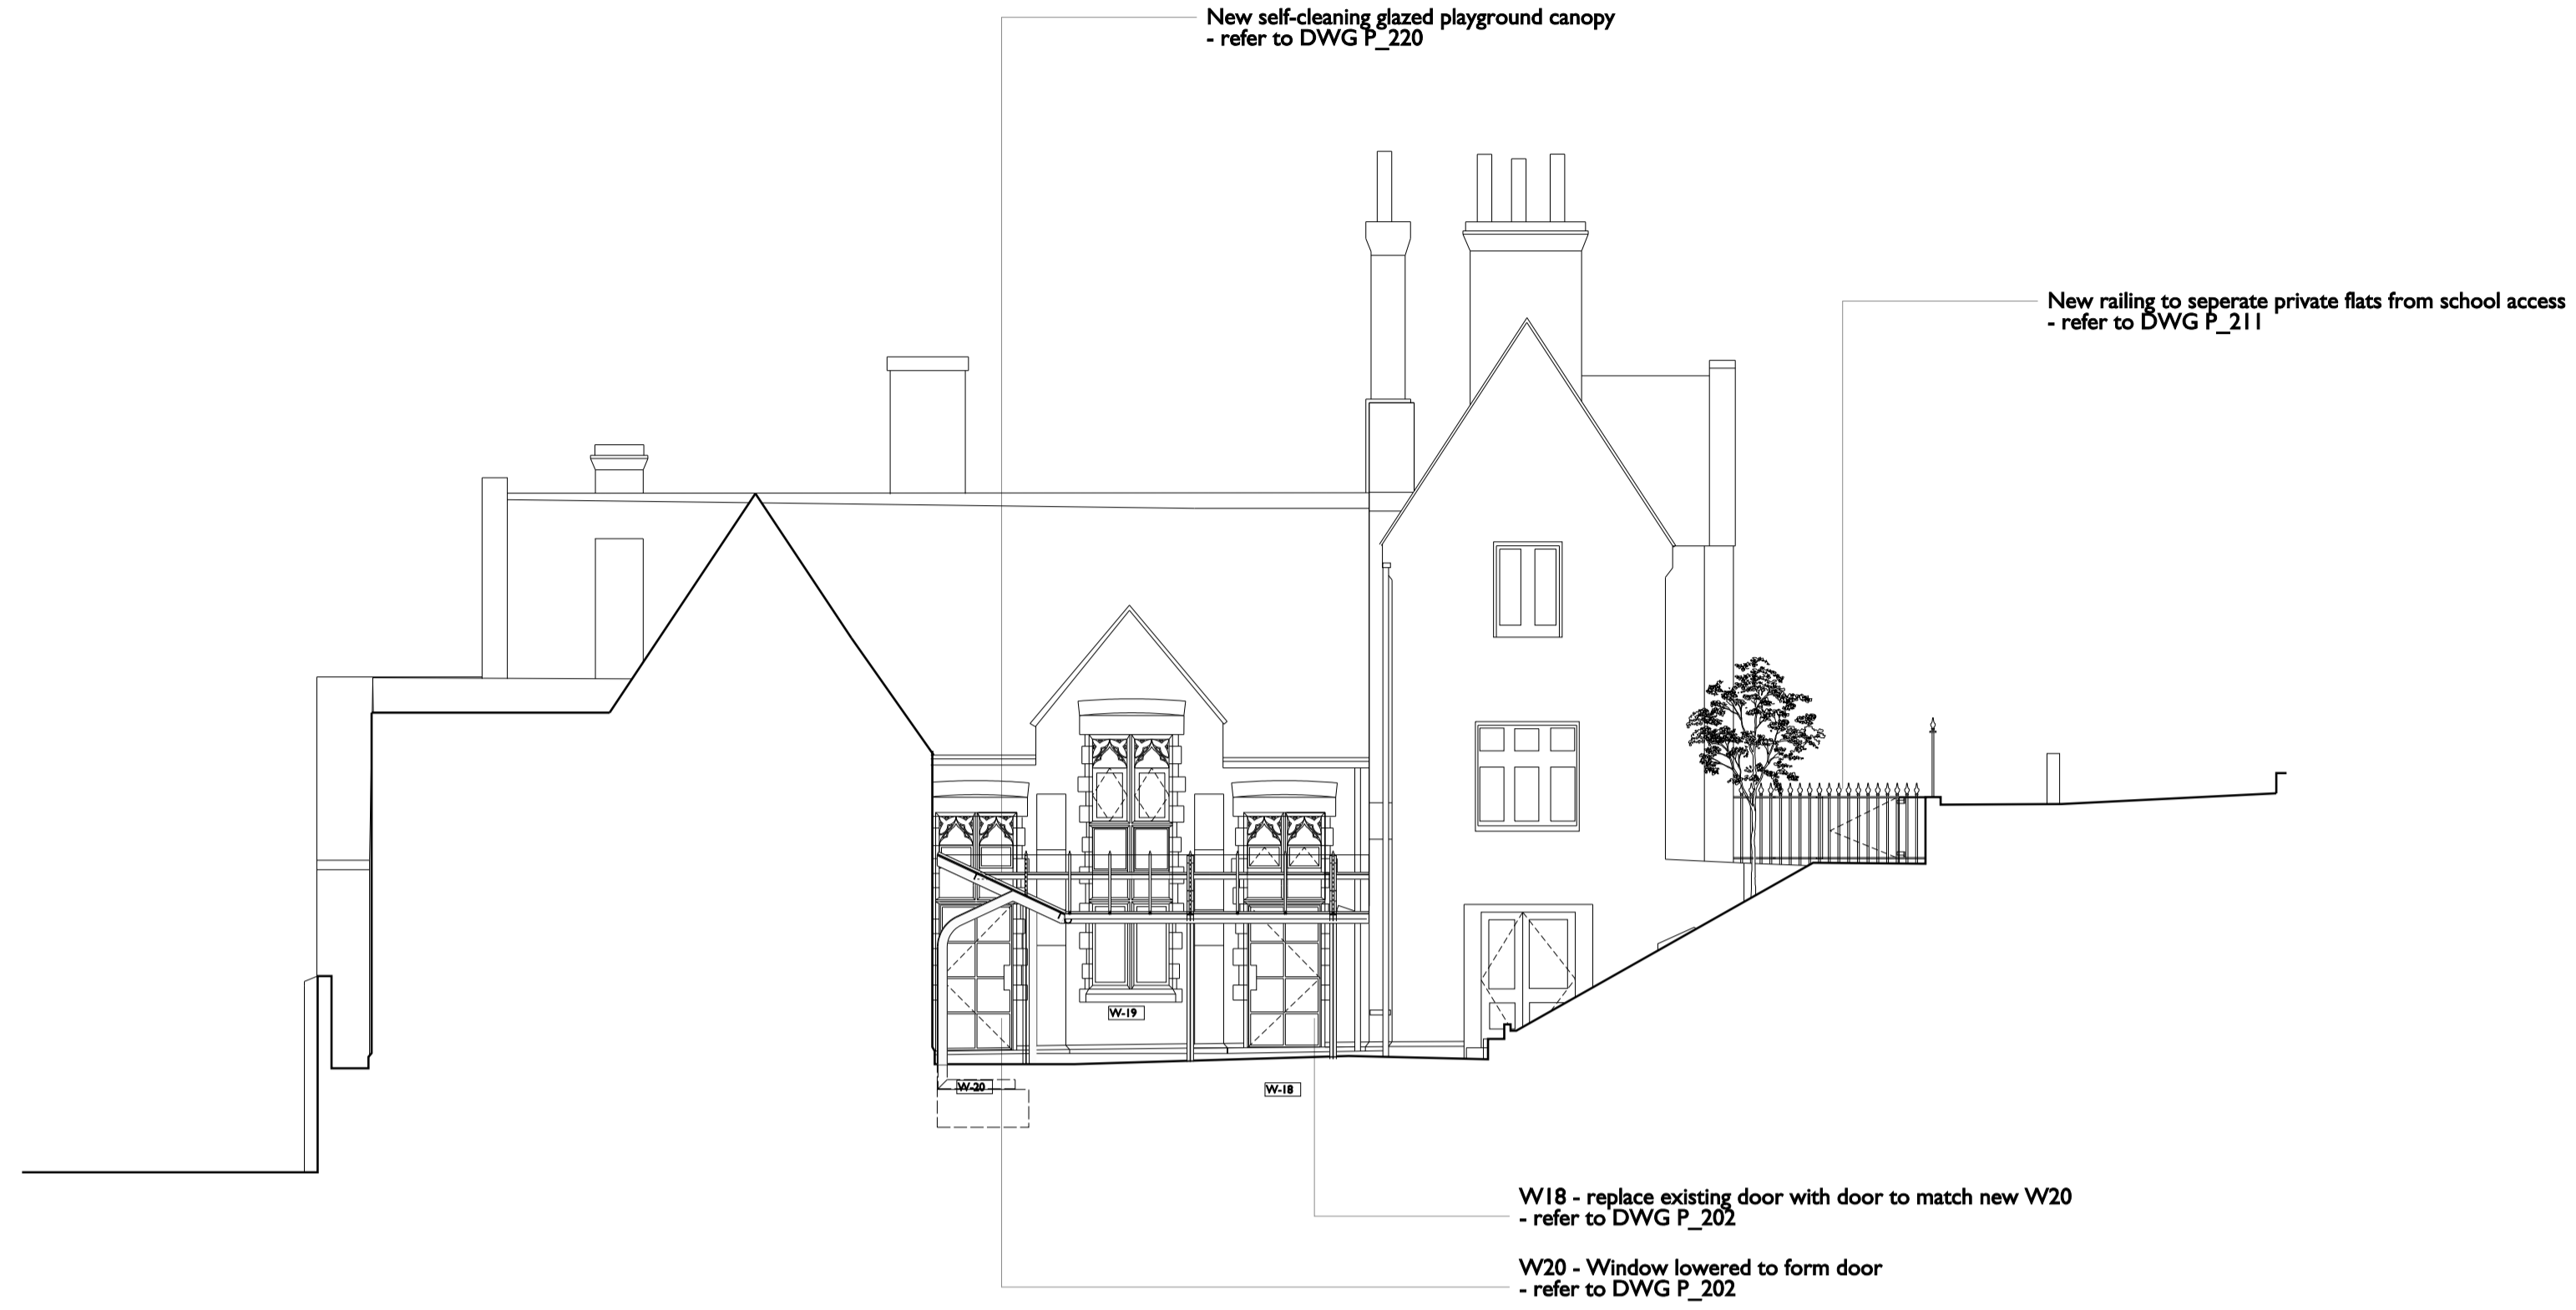 New self-cleaning glazed playground canopy
- refer to DWG P_220
New railing to seperate private flats from school access
- refer to DWG P_211
W-19
W-20
W-18
W18 - replace existing door with door to match new W20
- refer to DWG P_202
W20 - Window lowered to form door
- refer to DWG P_202